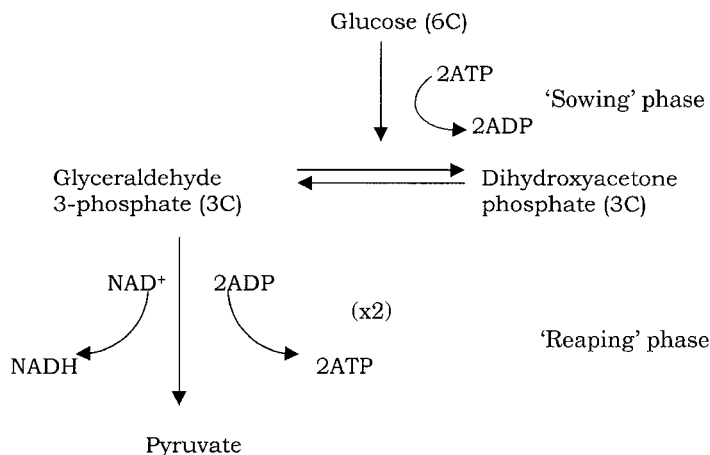 Glucose (6C)
2ATP
'Sowing' phase
2ADP
Glyceraldehyde
3-phosphate (3C)
Dihydroxyacetone
phosphate (3C)
NAD⁺
2ADP
(x2)
'Reaping' phase
NADH
2ATP
Pyruvate